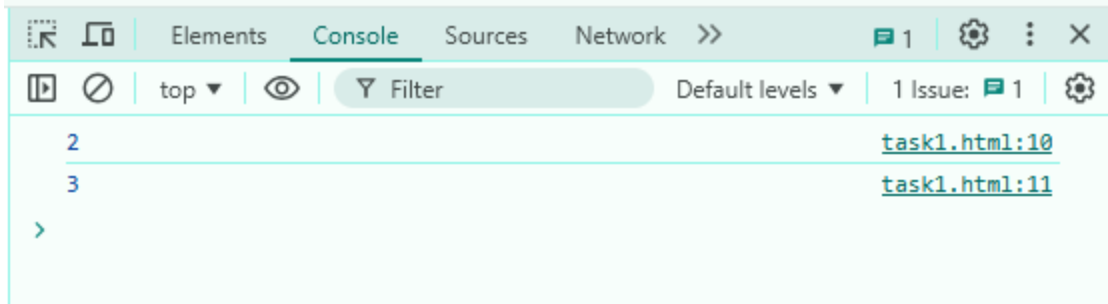 Elements Console Sources Network 1
top Filter Default levels 1 Issue: 1
2 task1.html:10
3 task1.html:11